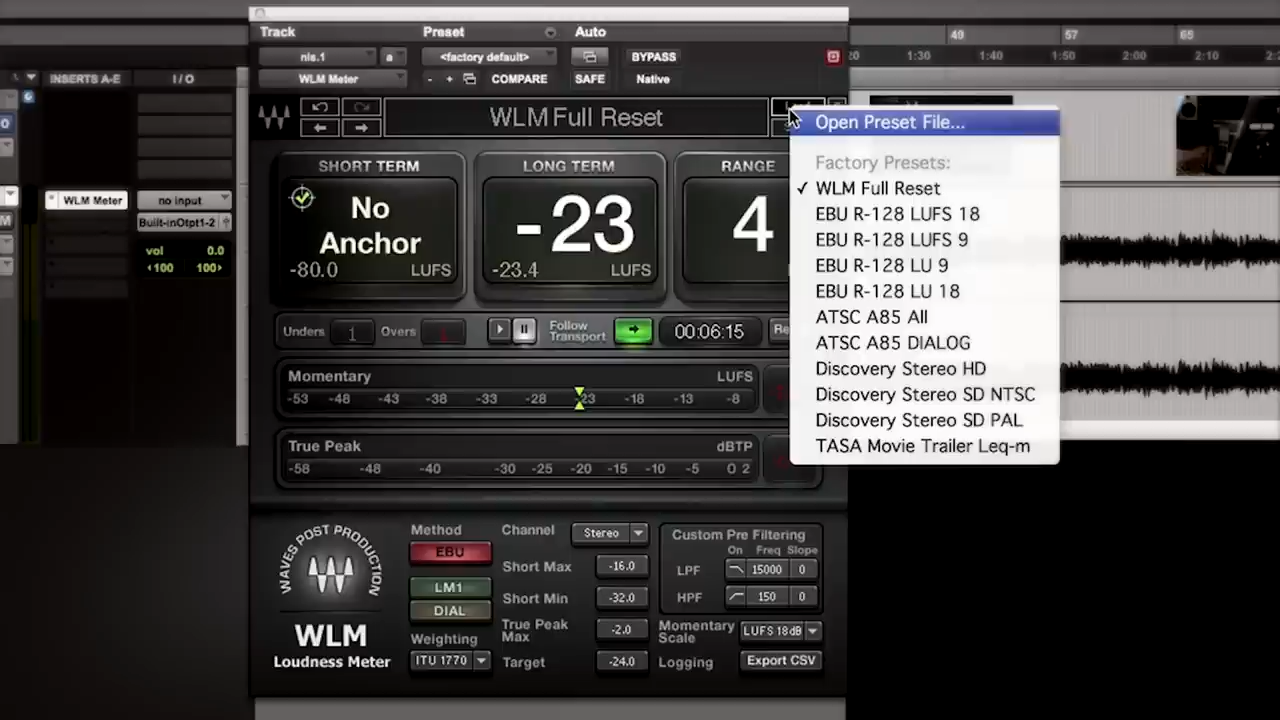 Track Preset Auto
nis.1 a <factory default> BYPASS
WLM Meter - + COMPARE SAFE Native
49 57 65
1:30 1:40 1:50 2:00 2:10
INSERTS A-E I/O
WLM Full Reset
WLM Meter no input
Built-inOtpt1-2
vol 0.0
100 100
SHORT TERM LONG TERM RANGE
No Anchor -23 4
-80.0 LUFS -23.4 LUFS
Unders 1 Overs Follow Transport 00:06:15
Momentary LUFS
-53 -48 -43 -38 -33 -28 -23 -18 -13 -8
True Peak dBTP
-58 -48 -40 -30 -25 -20 -15 -10 -5 0 2
Open Preset File...
Factory Presets:
✓ WLM Full Reset
EBU R-128 LUFS 18
EBU R-128 LUFS 9
EBU R-128 LU 9
EBU R-128 LU 18
ATSC A85 All
ATSC A85 DIALOG
Discovery Stereo HD
Discovery Stereo SD NTSC
Discovery Stereo SD PAL
TASA Movie Trailer Leq-m
WAVES POST PRODUCTION
WLM
Loudness Meter
Method
EBU
LM1
DIAL
Weighting
ITU 1770
Channel Stereo
Short Max -16.0
Short Min -32.0
True Peak Max -2.0
Target -24.0
Custom Pre Filtering
On Freq Slope
LPF 15000 0
HPF 150 0
Momentary Scale LUFS 18dB
Logging Export CSV